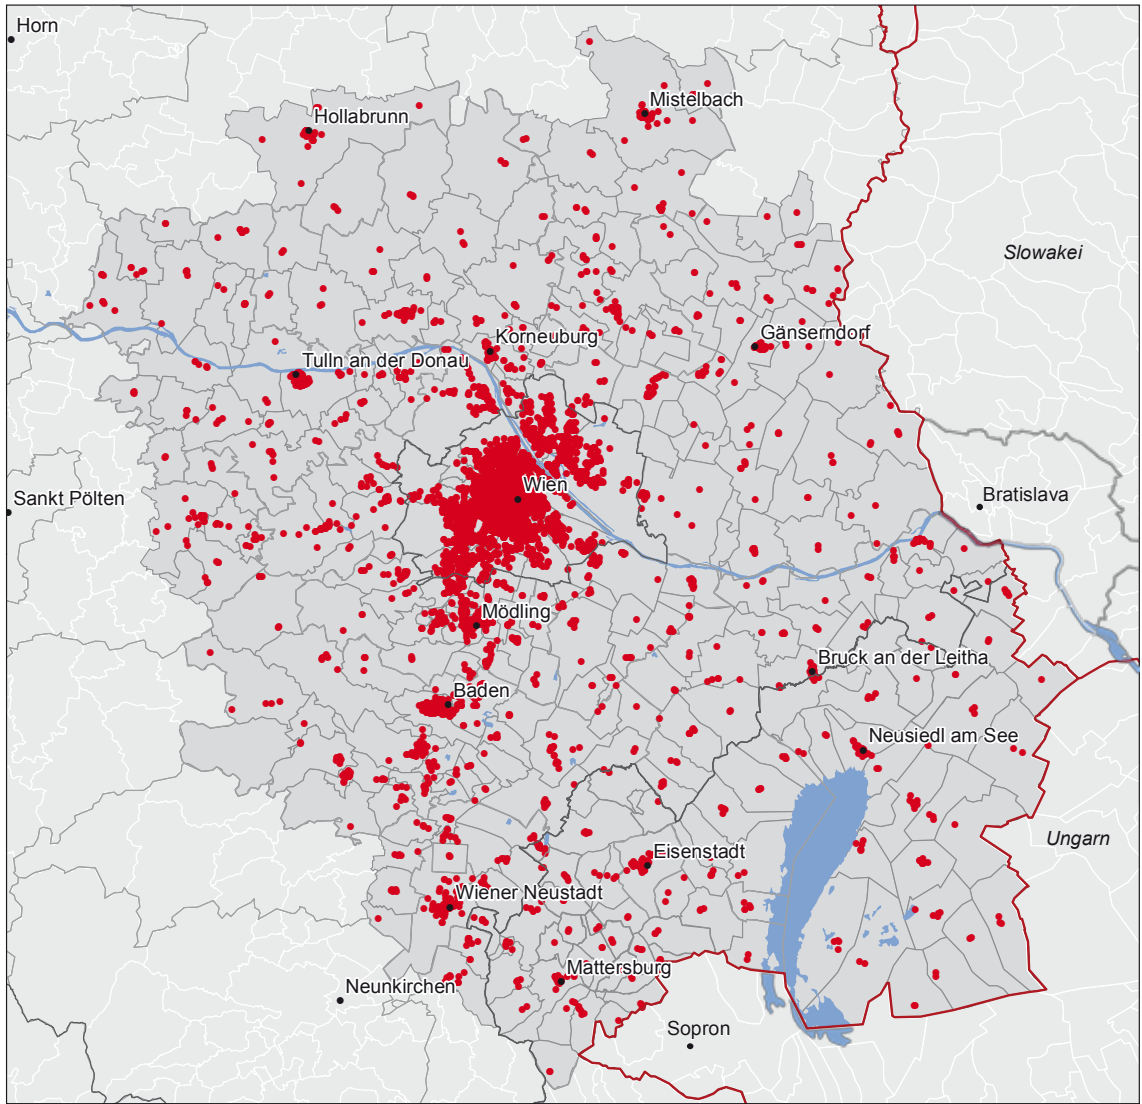 Horn
Mistelbach
Hollabrunn
Slowakei
Gänserndorf
Korneuburg
Tulln an der Donau
Wien
Bratislava
Sankt Pölten
Mödling
Bruck an der Leitha
Baden
Neusiedl am See
Ungarn
Eisenstadt
Wiener Neustadt
Mattersburg
Neunkirchen
Sopron